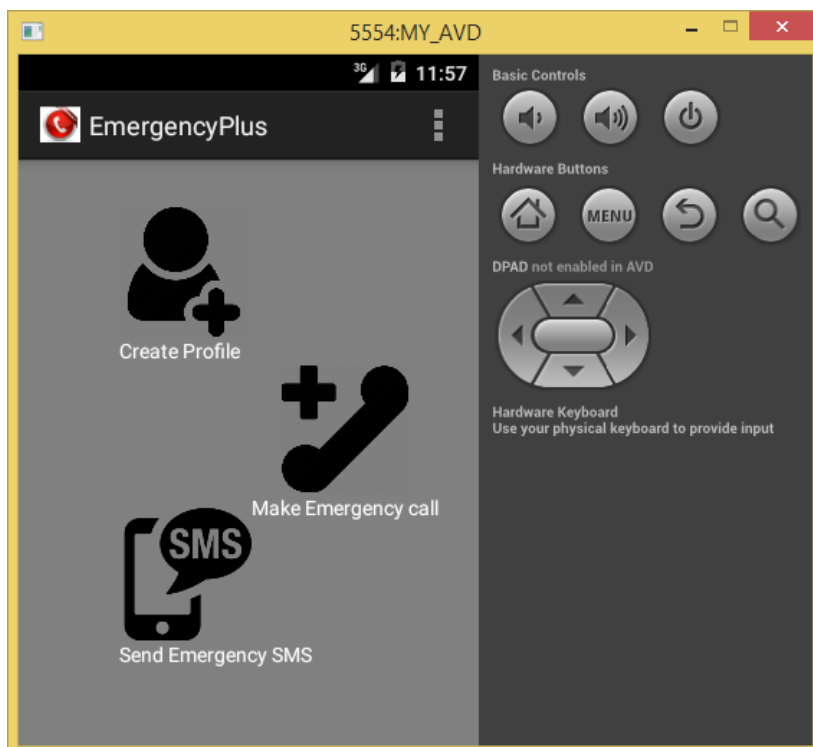 5554:MY_AVD
3G 11:57
EmergencyPlus
Create Profile
Make Emergency call
SMS
Send Emergency SMS
Basic Controls
Hardware Buttons
MENU
DPAD not enabled in AVD
Hardware Keyboard
Use your physical keyboard to provide input